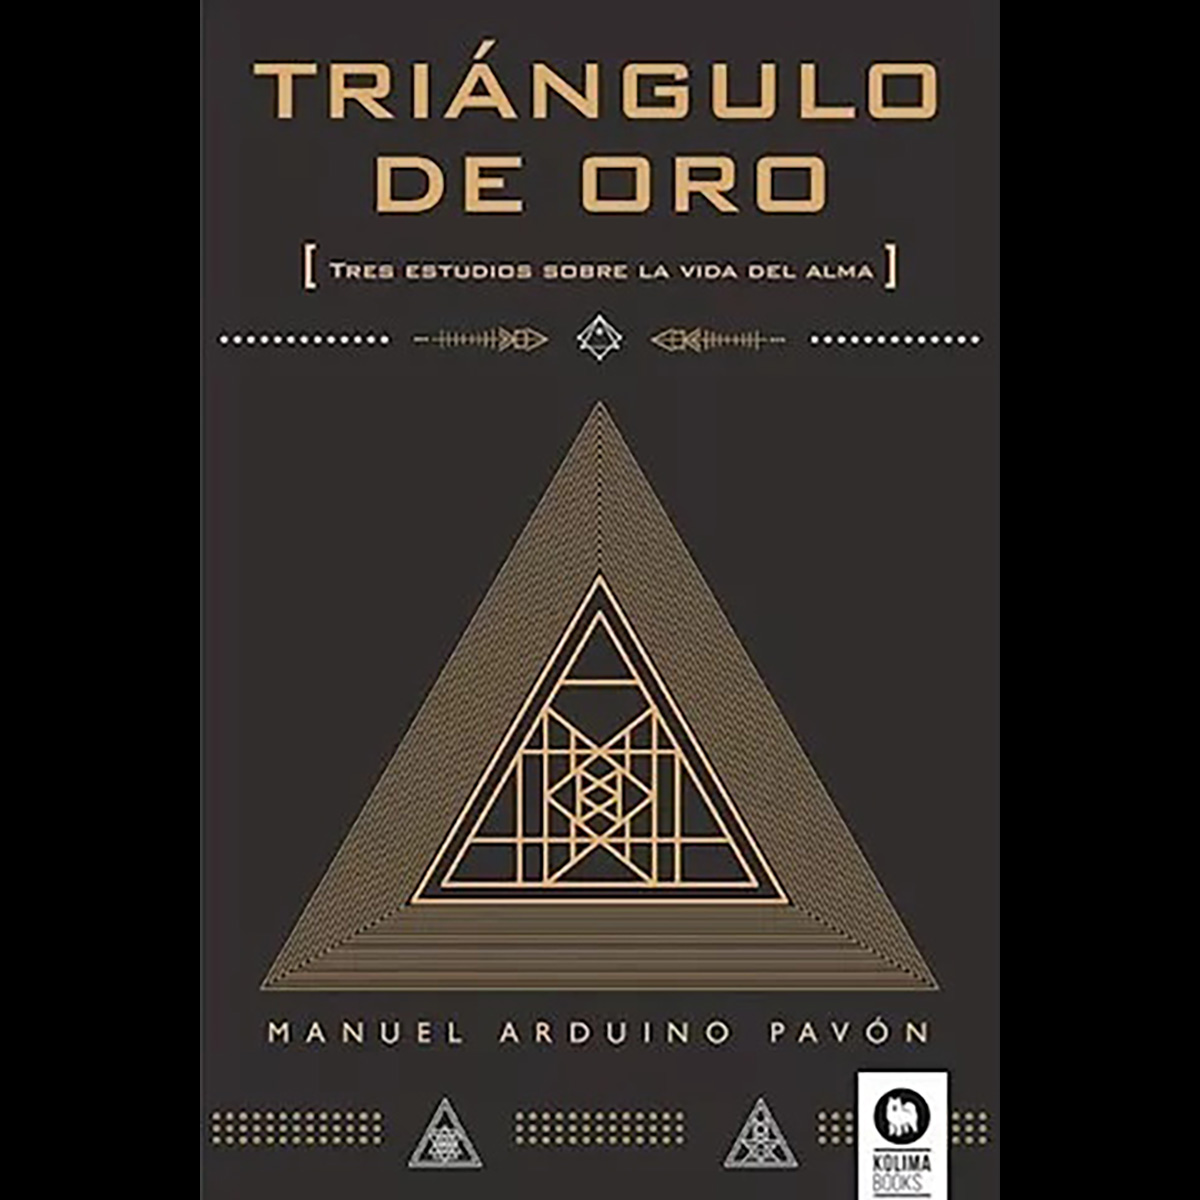 TRIÁNGULO
DE ORO
[ TRES ESTUDIOS SOBRE LA VIDA DEL ALMA ]
MANUEL ARDUINO PAVÓN
KOLIMA
BOOKS